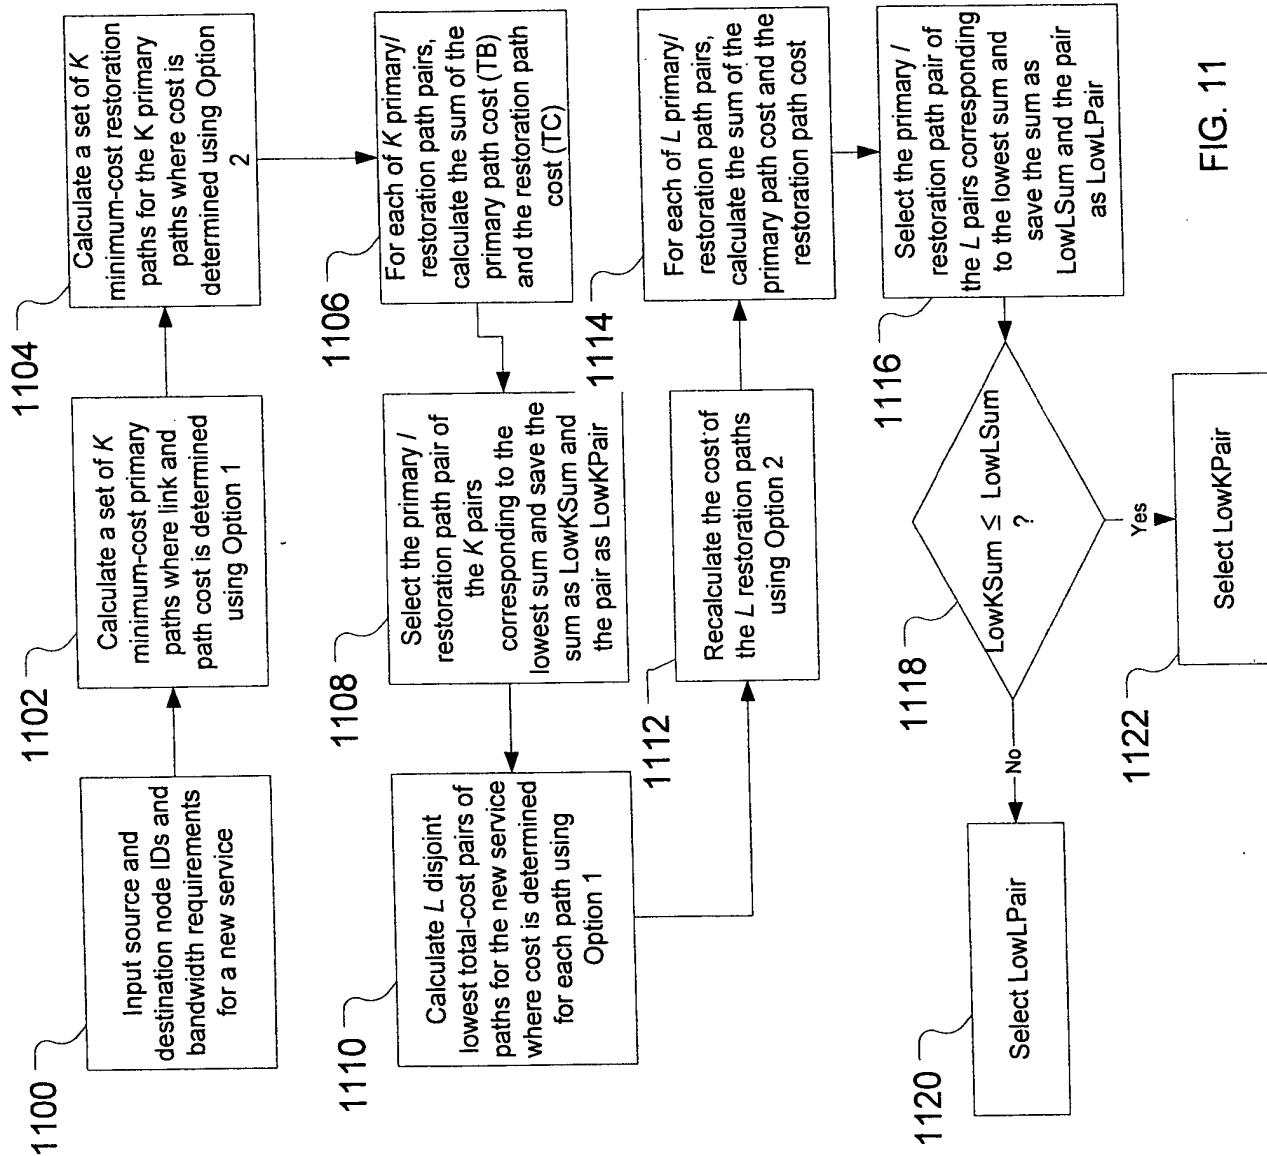 1100
Input source and
destination node IDs and
bandwidth requirements
for a new service
1102
Calculate a set of K
minimum-cost primary
paths where link and
path cost is determined
using Option 1
1104
Calculate a set of K
minimum-cost restoration
paths for the K primary
paths where cost is
determined using Option
2
1106
For each of K primary/
restoration path pairs,
calculate the sum of the
primary path cost (TB)
and the restoration path
cost (TC)
1108
Select the primary /
restoration path pair of
the K pairs
corresponding to the
lowest sum and save the
sum as LowKSum and
the pair as LowKPair
1110
Calculate L disjoint
lowest total-cost pairs of
paths for the new service
where cost is determined
for each path using
Option 1
1112
Recalculate the cost of
the L restoration paths
using Option 2
1114
For each of L primary/
restoration path pairs,
calculate the sum of the
primary path cost and the
restoration path cost
1116
Select the primary /
restoration path pair of
the L pairs corresponding
to the lowest sum and
save the sum as
LowLSum and the pair
as LowLPair
1118
LowKSum ≤ LowLSum
?
No
Yes
1120
Select LowLPair
1122
Select LowKPair
FIG. 11